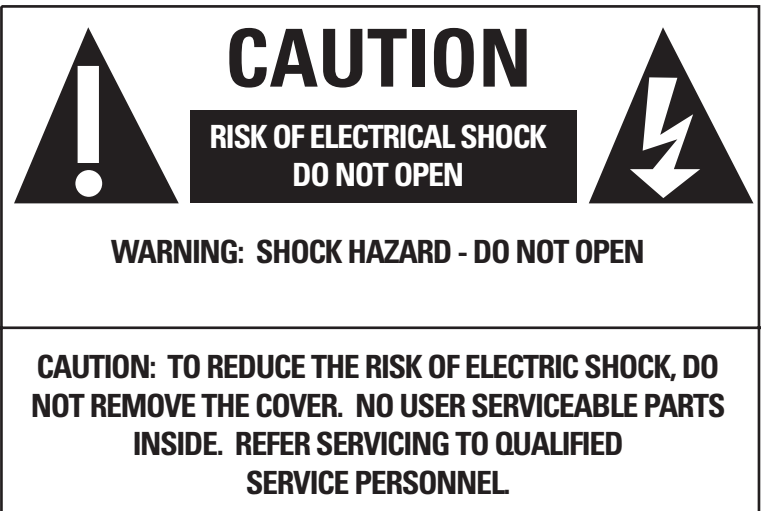 CAUTION
RISK OF ELECTRICAL SHOCK
DO NOT OPEN
WARNING:  SHOCK HAZARD - DO NOT OPEN
CAUTION:  TO REDUCE THE RISK OF ELECTRIC SHOCK, DO
NOT REMOVE THE COVER.  NO USER SERVICEABLE PARTS
INSIDE.  REFER SERVICING TO QUALIFIED
SERVICE PERSONNEL.